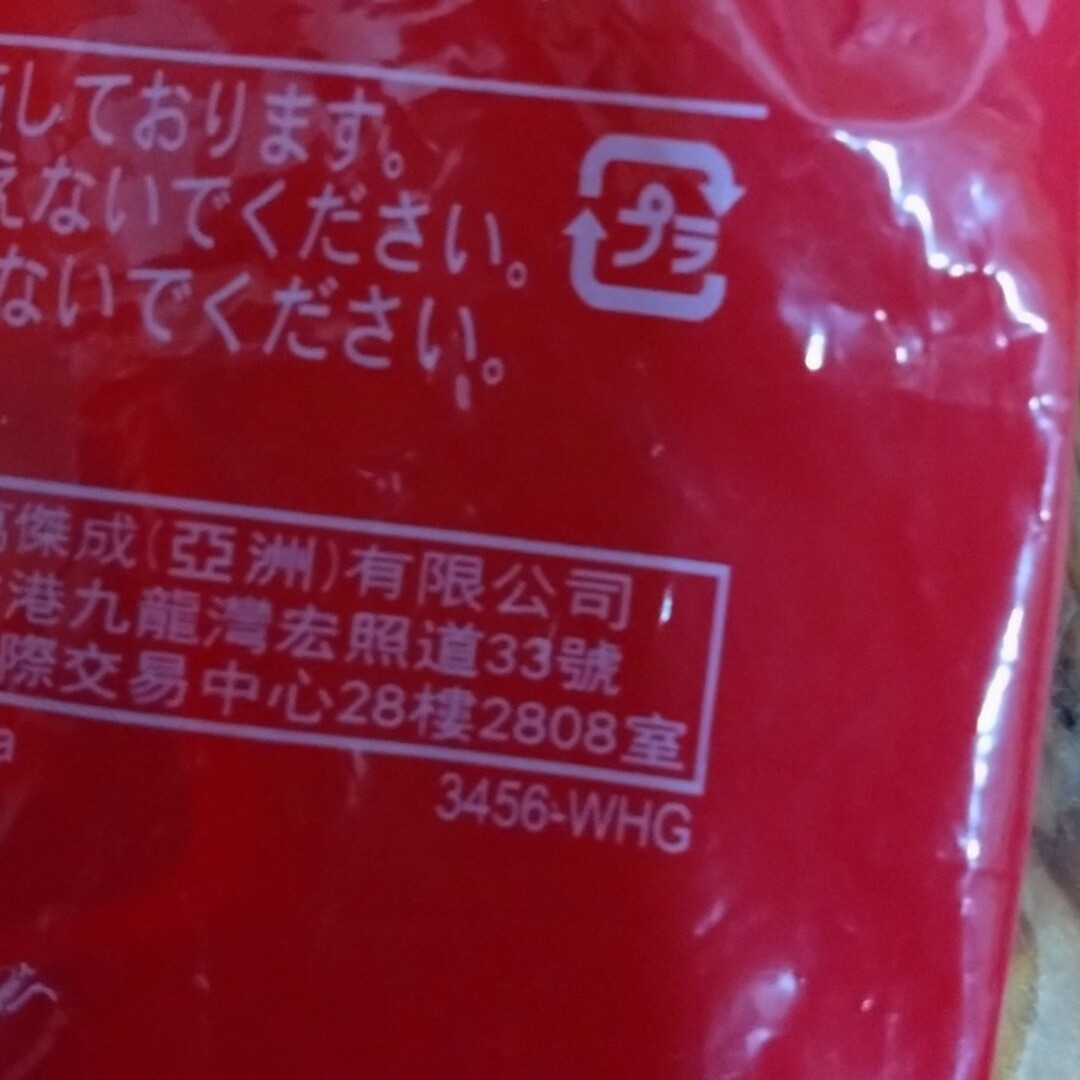 しております。
えないでください。
ないでください。
プラ
傑成(亞洲)有限公司
港九龍灣宏照道33號
際交易中心28樓2808室
a
3456-WHG